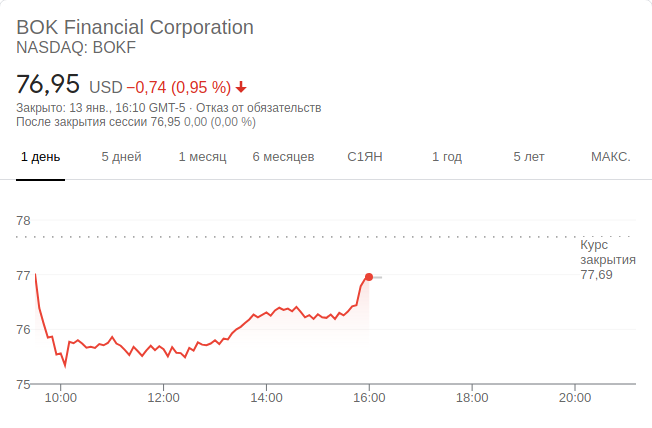 BOK Financial Corporation
NASDAQ: BOKF
76,95 USD −0,74 (0,95 %)
Закрыто: 13 янв., 16:10 GMT-5 · Отказ от обязательств
После закрытия сессии 76,95 0,00 (0,00 %)
1 день 5 дней 1 месяц 6 месяцев С1ЯН 1 год 5 лет МАКС.
78
Курс
закрытия
77,69
77
76
75
10:00 12:00 14:00 16:00 18:00 20:00